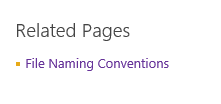 Related Pages
File Naming Conventions